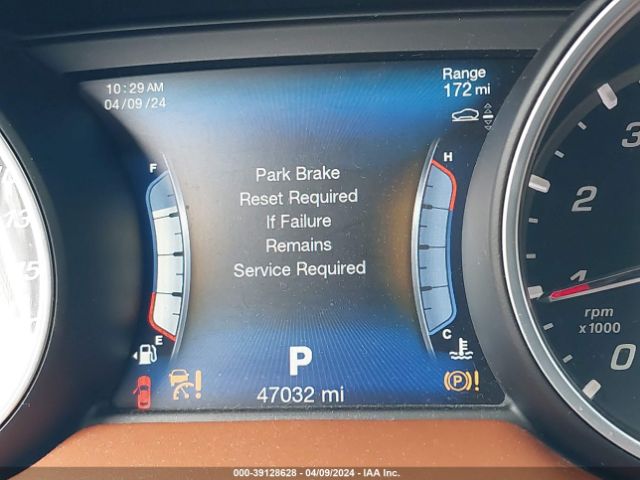 10:29 AM
04/09/24
Range
172 mi
F
H
Park Brake
Reset Required
If Failure
Remains
Service Required
E
C
P
47032 mi
P !
!
15
3
2
1
0
rpm
x1000
000-39128628 - 04/09/2024 - IAA Inc.